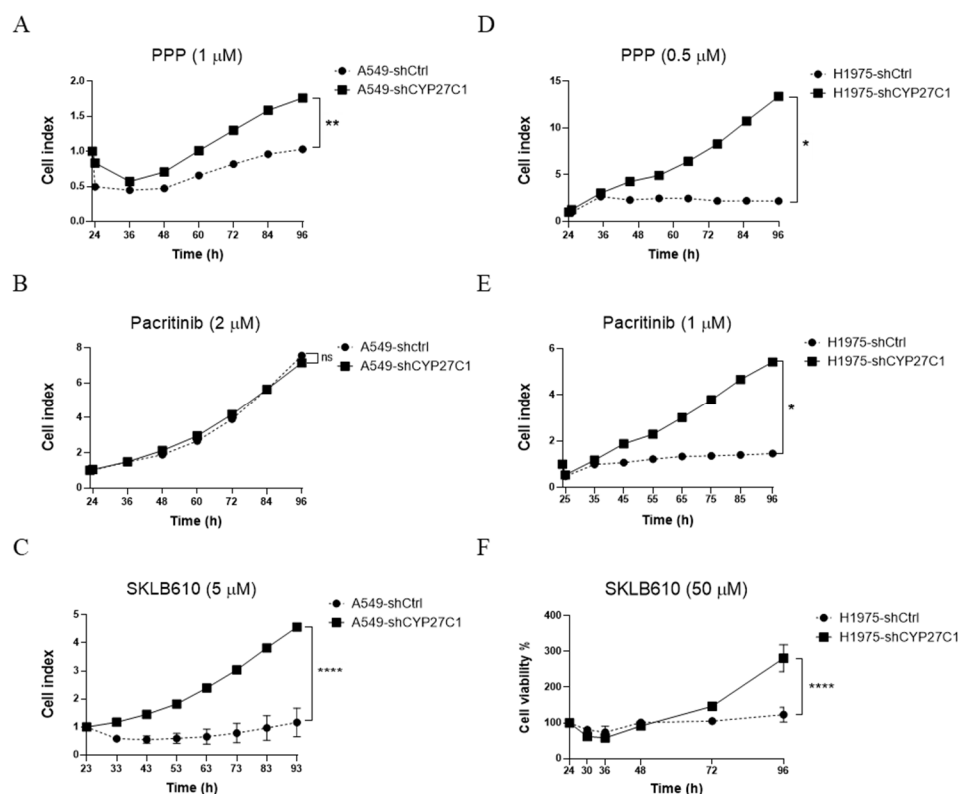 A
PPP (1 μM)
A549-shCtrl
A549-shCYP27C1
Cell index
2.0
1.5
1.0
0.5
0.0
**
24 36 48 60 72 84 96
Time (h)
D
PPP (0.5 μM)
H1975-shCtrl
H1975-shCYP27C1
Cell index
15
10
5
0
*
24 36 48 60 72 84 96
Time (h)
B
Pacritinib (2 μM)
A549-shctrl
A549-shCYP27C1
Cell index
8
6
4
2
0
ns
24 36 48 60 72 84 96
Time (h)
E
Pacritinib (1 μM)
H1975-shCtrl
H1975-shCYP27C1
Cell index
6
4
2
0
*
25 35 45 55 65 75 85 96
Time (h)
C
SKLB610 (5 μM)
A549-shCtrl
A549-shCYP27C1
Cell index
5
4
3
2
1
0
****
23 33 43 53 63 73 83 93
Time (h)
F
SKLB610 (50 μM)
H1975-shCtrl
H1975-shCYP27C1
Cell viability %
400
300
200
100
0
****
24 30 36 48 72 96
Time (h)